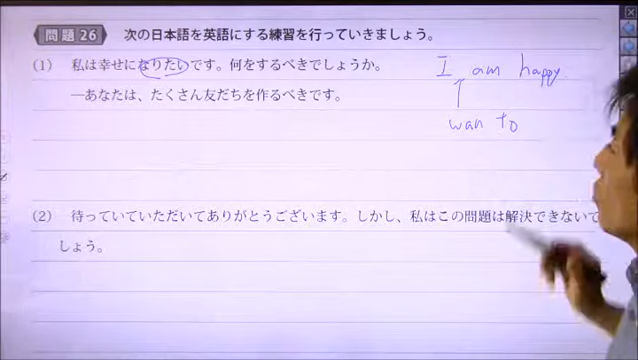 問題 26 次の日本語を英語にする練習を行っていきましょう。
(1) 私は幸せになりたいです。何をするべきでしょうか。
I am happy
―あなたは、たくさん友だちを作るべきです。
wan to
(2) 待っていていただいてありがとうございます。しかし、私はこの問題は解決できないで
しょう。